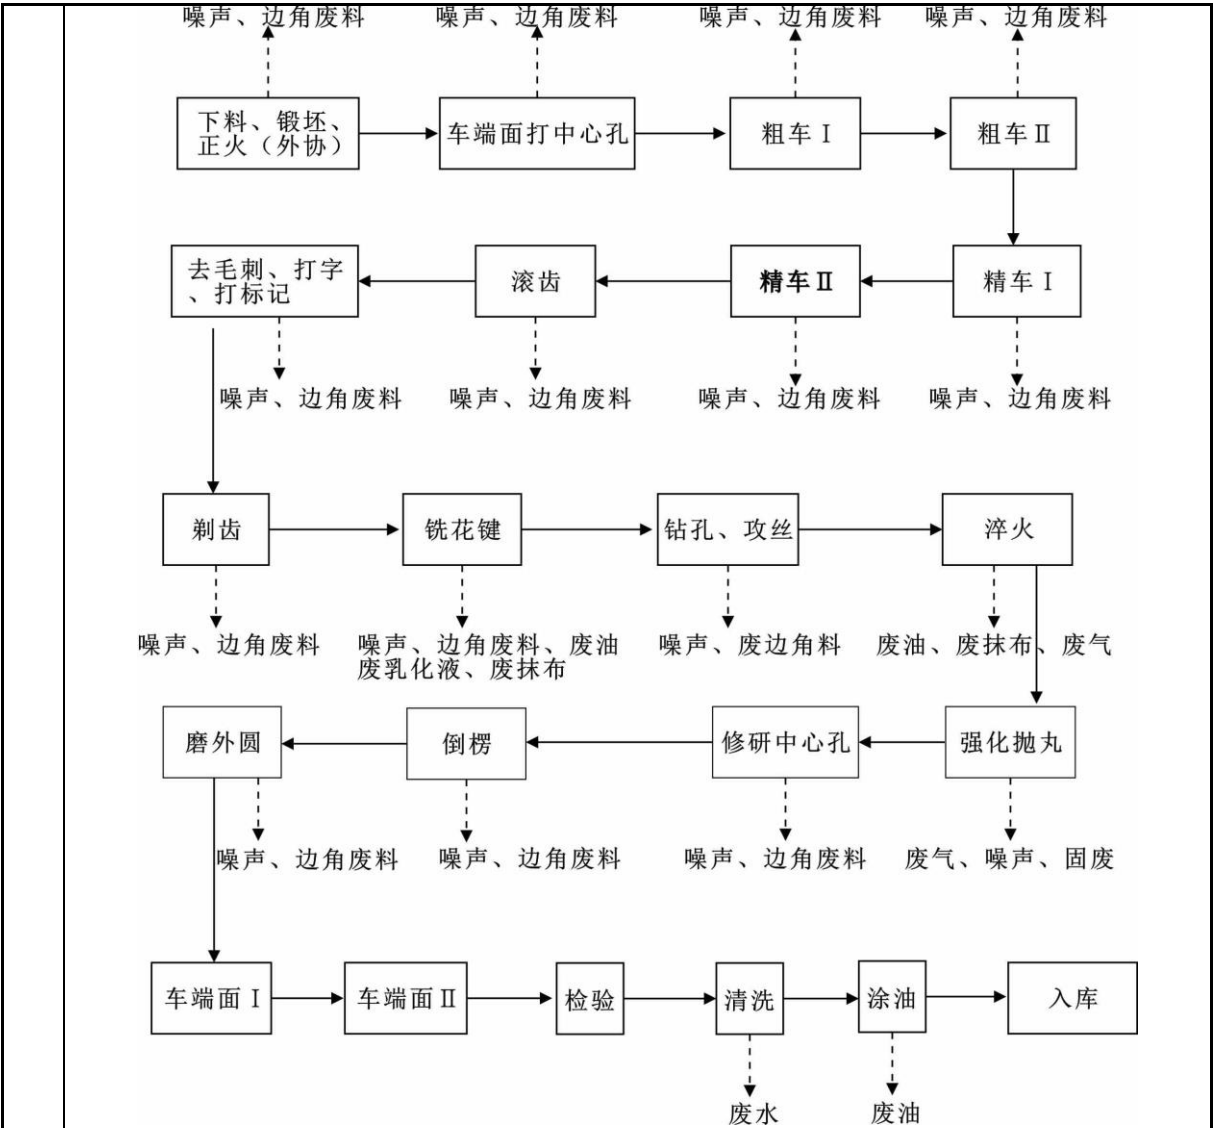 噪声、边角废料
噪声、边角废料
噪声、边角废料
噪声、边角废料
下料、锻坯、
正火（外协）
车端面打中心孔
粗车Ⅰ
粗车Ⅱ
去毛刺、打字
、打标记
滚齿
精车Ⅱ
精车Ⅰ
噪声、边角废料
噪声、边角废料
噪声、边角废料
噪声、边角废料
剃齿
铣花键
钻孔、攻丝
淬火
噪声、边角废料
噪声、边角废料、废油
废乳化液、废抹布
噪声、废边角料
废油、废抹布、废气
磨外圆
倒楞
修研中心孔
强化抛丸
噪声、边角废料
噪声、边角废料
噪声、边角废料
废气、噪声、固废
车端面Ⅰ
车端面Ⅱ
检验
清洗
涂油
入库
废水
废油